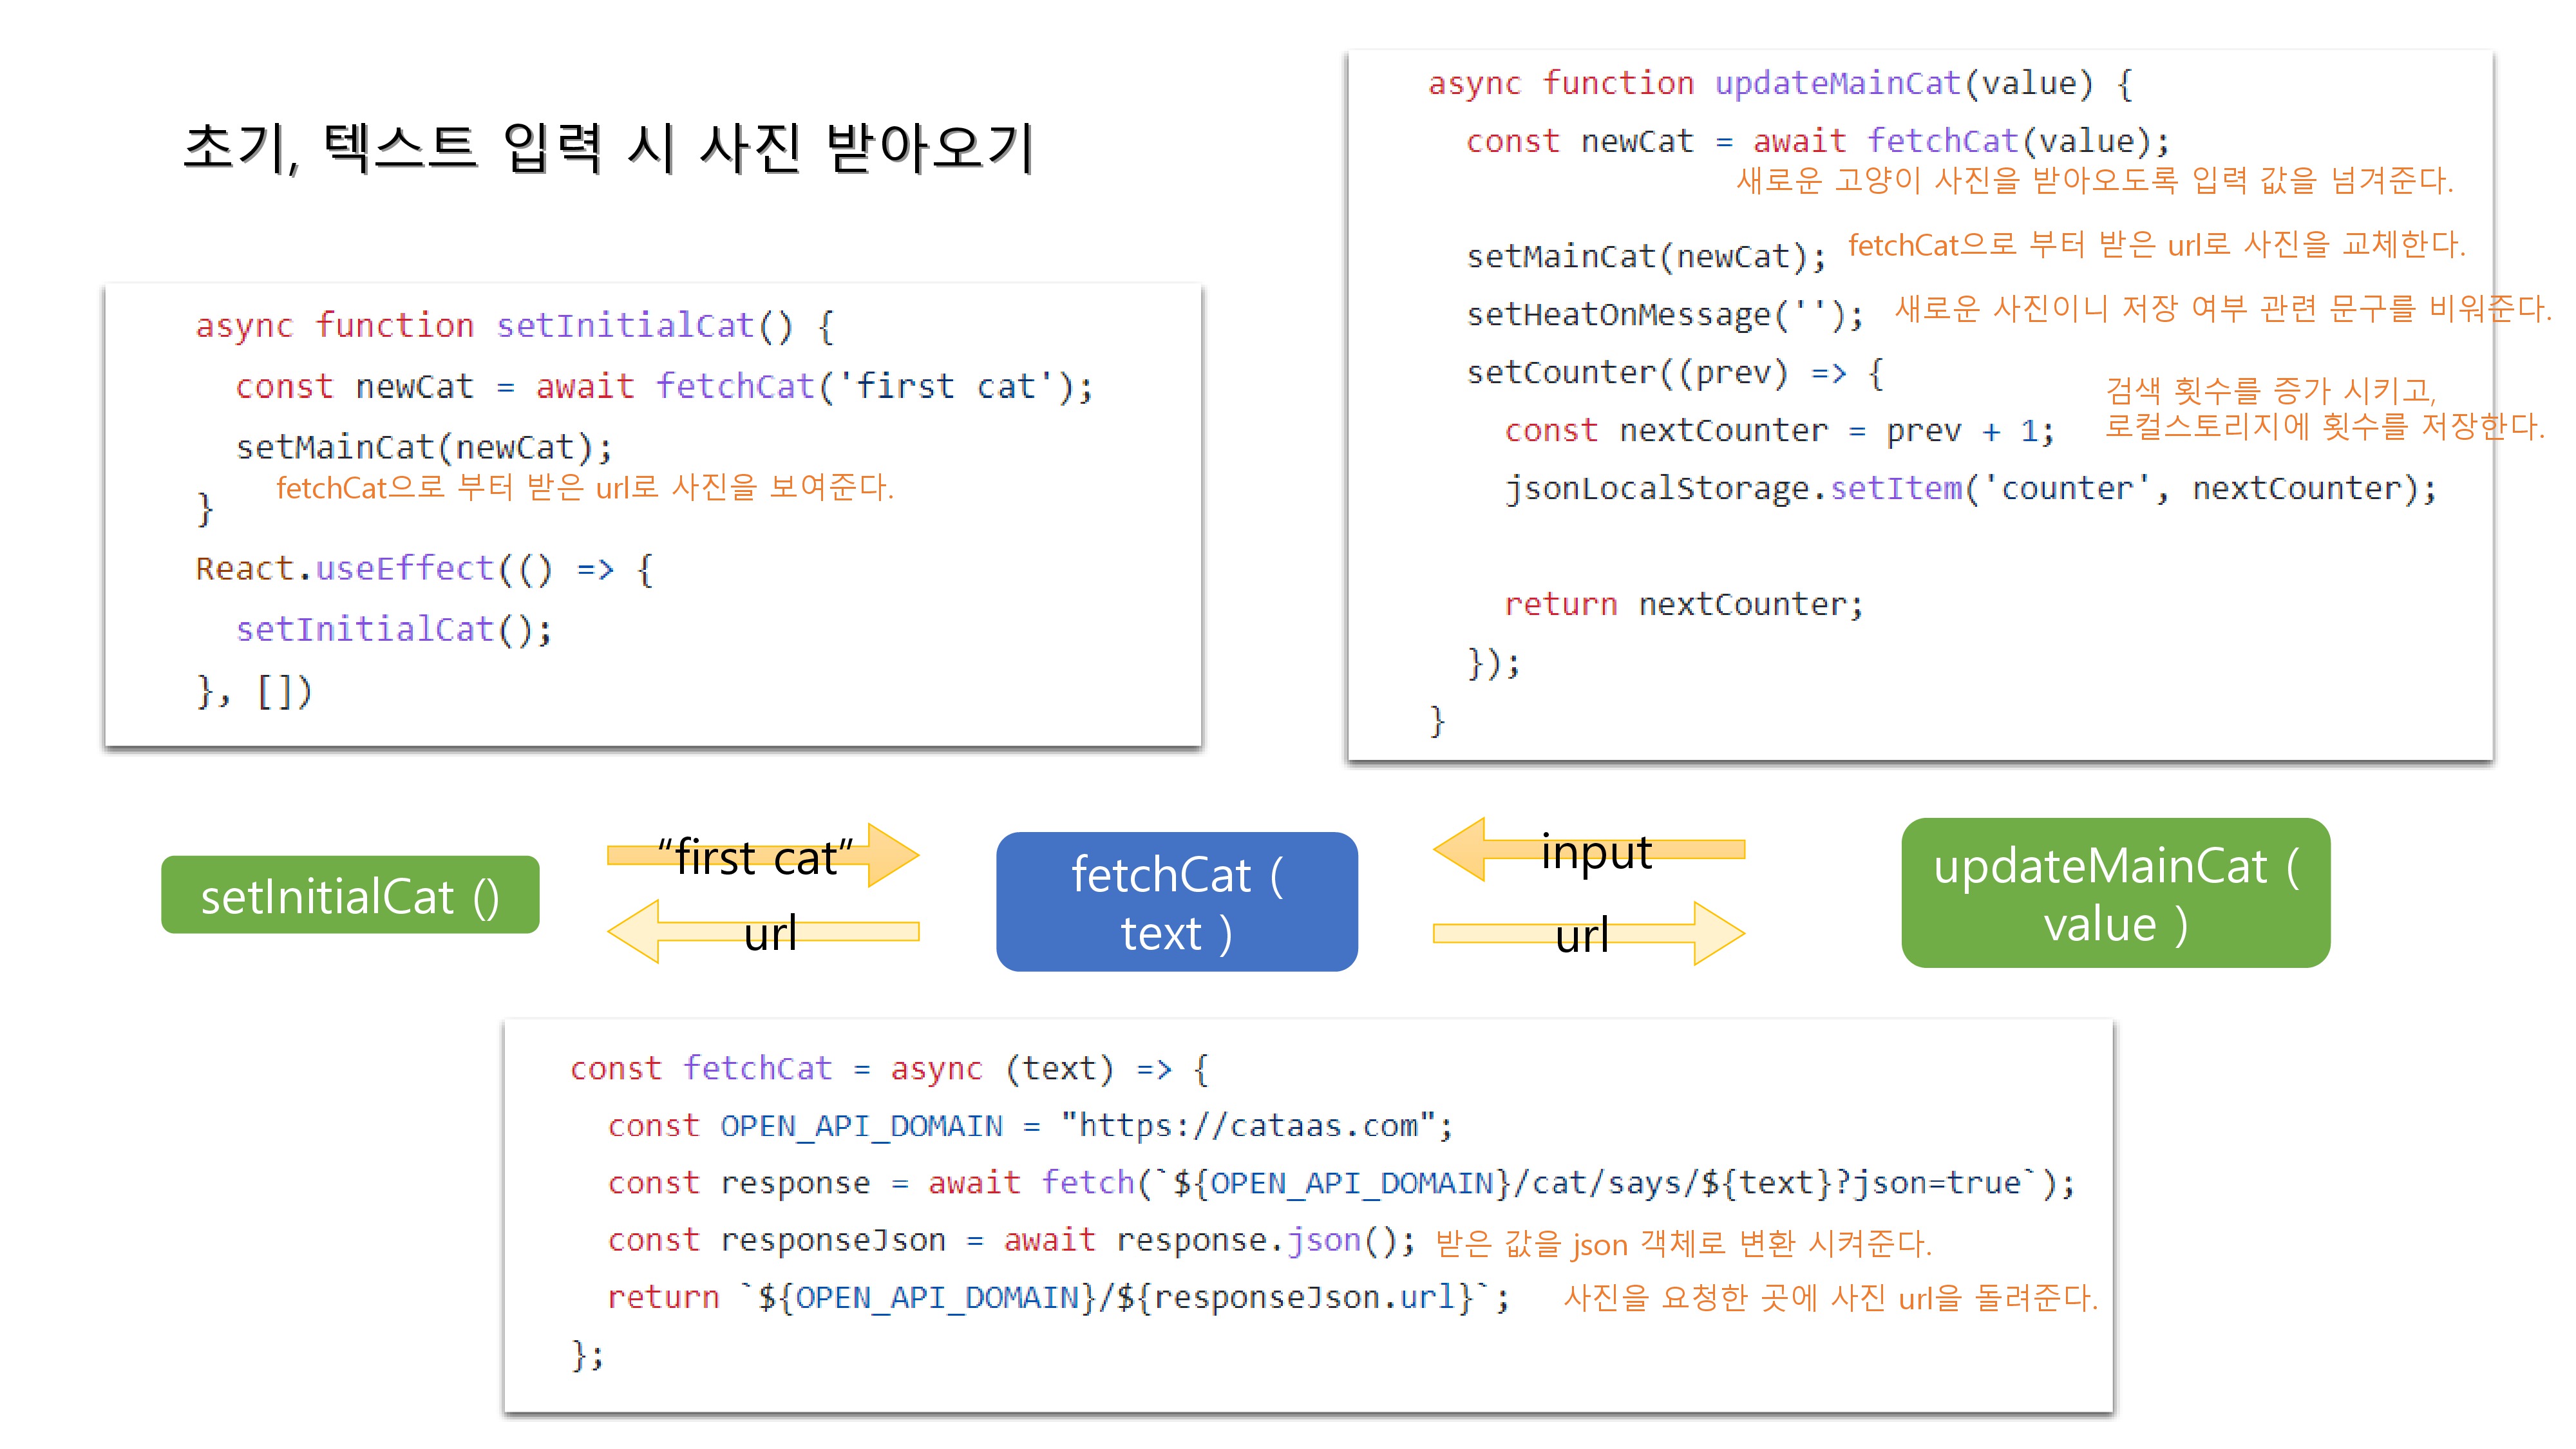 초기, 텍스트 입력 시 사진 받아오기
async function setInitialCat() {
const newCat = await fetchCat('first cat');
setMainCat(newCat);
fetchCat으로 부터 받은 url로 사진을 보여준다.
}
React.useEffect(() => {
setInitialCat();
}, [])
async function updateMainCat(value) {
const newCat = await fetchCat(value);
새로운 고양이 사진을 받아오도록 입력 값을 넘겨준다.
setMainCat(newCat); fetchCat으로 부터 받은 url로 사진을 교체한다.
setHeatOnMessage(''); 새로운 사진이니 저장 여부 관련 문구를 비워준다.
setCounter((prev) => {
검색 횟수를 증가 시키고,
로컬스토리지에 횟수를 저장한다.
const nextCounter = prev + 1;
jsonLocalStorage.setItem('counter', nextCounter);
return nextCounter;
});
}
setInitialCat ()
“first cat”
url
fetchCat (
text )
input
url
updateMainCat (
value )
const fetchCat = async (text) => {
const OPEN_API_DOMAIN = "https://cataas.com";
const response = await fetch(`${OPEN_API_DOMAIN}/cat/says/${text}?json=true`);
const responseJson = await response.json(); 받은 값을 json 객체로 변환 시켜준다.
return `${OPEN_API_DOMAIN}/${responseJson.url}`; 사진을 요청한 곳에 사진 url을 돌려준다.
};